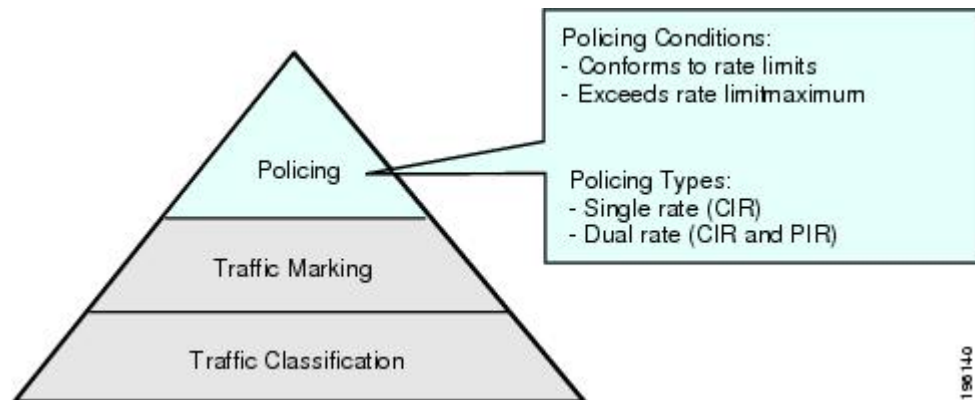 Policing Conditions:
- Conforms to rate limits
- Exceeds rate limitmaximum
Policing Types:
- Single rate (CIR)
- Dual rate (CIR and PIR)
Policing
Traffic Marking
Traffic Classification
196140